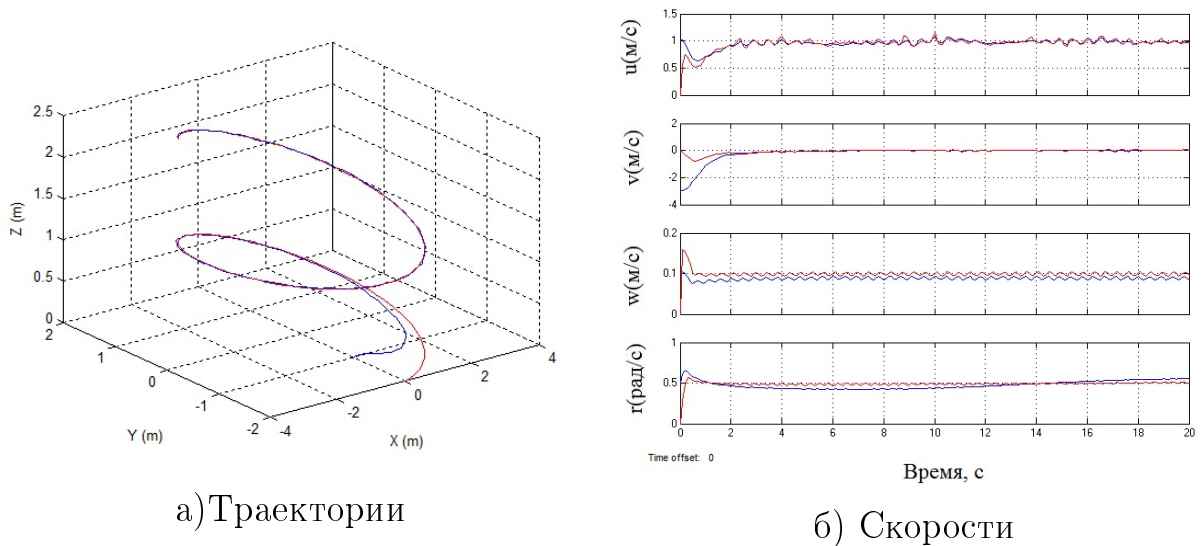 2.5
2
1.5
1
0.5
0
Z (m)
2
1
0
-1
-2
Y (m)
-4
-2
0
2
4
X (m)
а)Траектории
1.5
1
0.5
0
u(м/с)
2
0
-2
-4
v(м/с)
0.2
0.1
0
w(м/с)
1
0.5
0
r(рад/с)
0 2 4 6 8 10 12 14 16 18 20
Time offset: 0
Время, с
б) Скорости